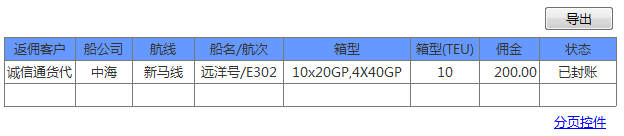 导出
返佣客户 船公司 航线 船名/航次 箱型 箱型(TEU) 佣金 状态
诚信通货代 中海 新马线 远洋号/E302 10x20GP,4X40GP 10 200.00 已封账
分页控件